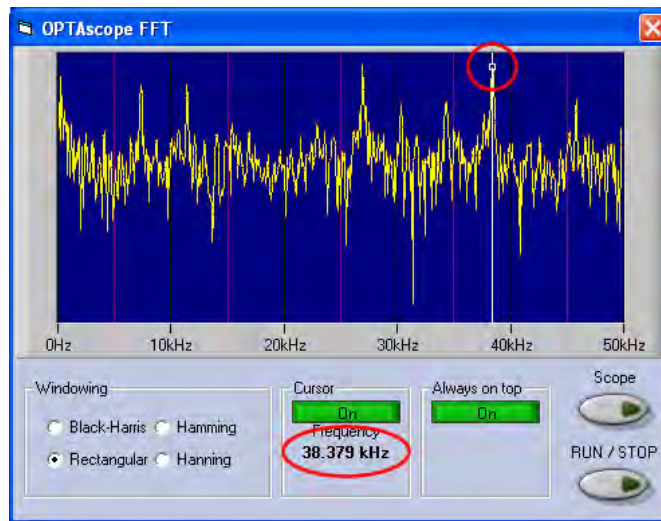 OPTAscope FFT
0Hz 10kHz 20kHz 30kHz 40kHz 50kHz
Windowing
Black-Harris Hamming
Rectangular Hanning
Cursor
On
Frequency
38.379 kHz
Always on top
On
Scope
RUN / STOP